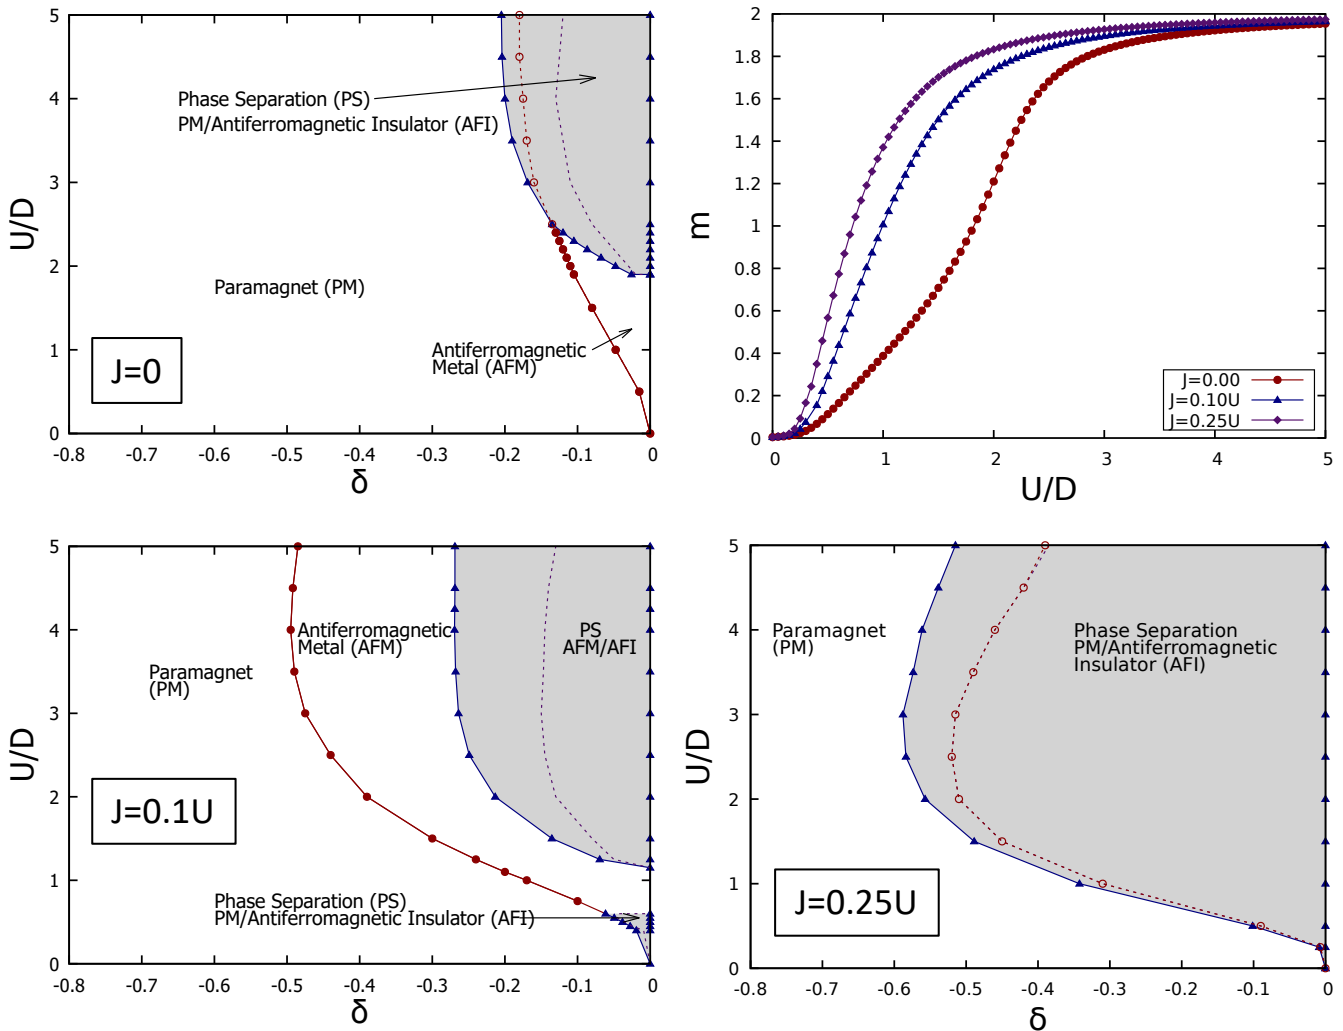 5
4
3
2
1
0
U/D
Phase Separation (PS)
PM/Antiferromagnetic Insulator (AFI)
Paramagnet (PM)
Antiferromagnetic
Metal (AFM)
J=0
-0.8 -0.7 -0.6 -0.5 -0.4 -0.3 -0.2 -0.1 0
δ
2
1.8
1.6
1.4
1.2
1
0.8
0.6
0.4
0.2
0
m
J=0.00
J=0.10U
J=0.25U
0 1 2 3 4 5
U/D
5
4
3
2
1
0
U/D
Antiferromagnetic
Metal (AFM)
PS
AFM/AFI
Paramagnet
(PM)
J=0.1U
Phase Separation (PS)
PM/Antiferromagnetic Insulator (AFI)
-0.8 -0.7 -0.6 -0.5 -0.4 -0.3 -0.2 -0.1 0
δ
5
4
3
2
1
0
U/D
Paramagnet
(PM)
Phase Separation
PM/Antiferromagnetic
Insulator (AFI)
J=0.25U
-0.8 -0.7 -0.6 -0.5 -0.4 -0.3 -0.2 -0.1 0
δ